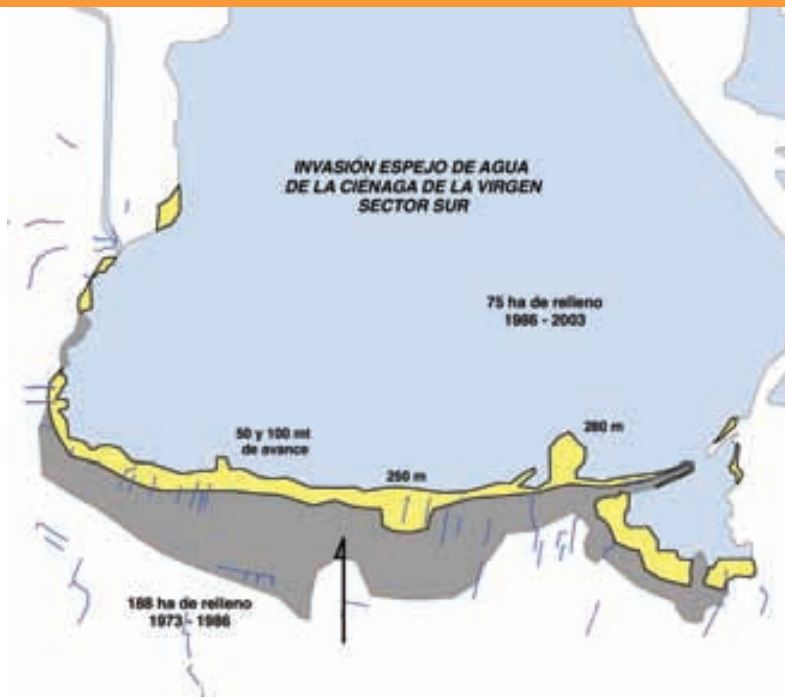 INVASIÓN ESPEJO DE AGUA
DE LA CIÉNAGA DE LA VIRGEN
SECTOR SUR
75 ha de relleno
1986 - 2003
280 m
50 y 100 mt
de avance
250 m
188 ha de relleno
1973 - 1986